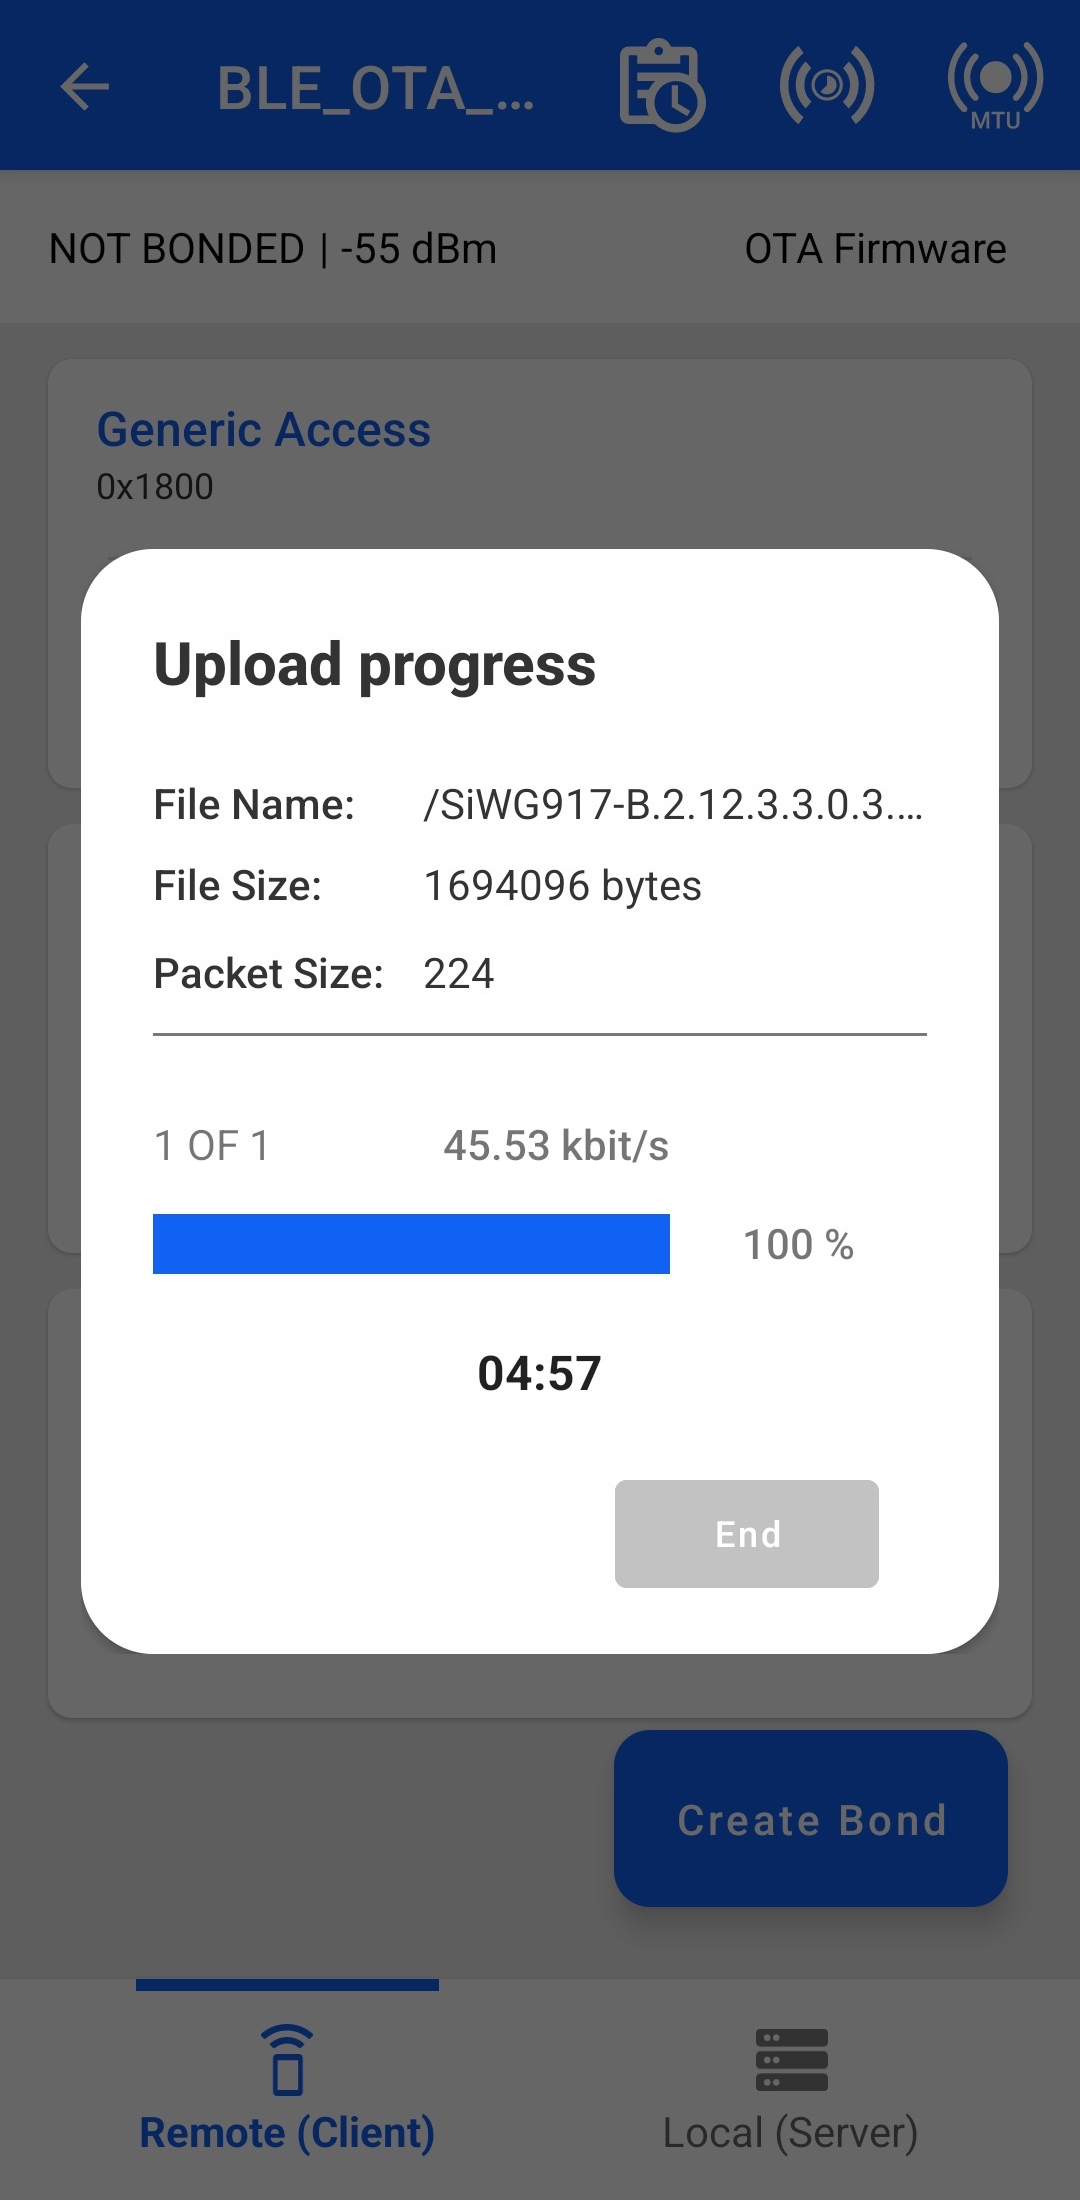 BLE_OTA_...
MTU
NOT BONDED | -55 dBm
OTA Firmware
Generic Access
0x1800
Upload progress
File Name: /SiWG917-B.2.12.3.3.0.3....
File Size: 1694096 bytes
Packet Size: 224
1 OF 1 45.53 kbit/s
100 %
04:57
End
Create Bond
Remote (Client)
Local (Server)